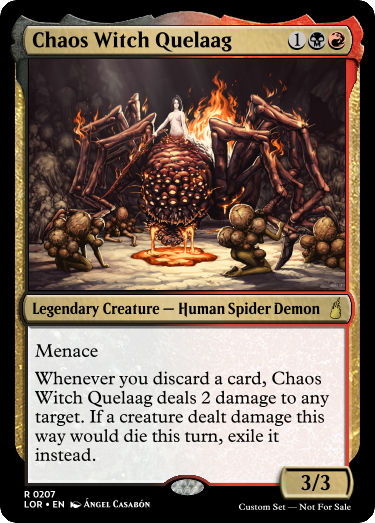 Chaos Witch Quelaag 1
Legendary Creature — Human Spider Demon
Menace
Whenever you discard a card, Chaos
Witch Quelaag deals 2 damage to any
target. If a creature dealt damage this
way would die this turn, exile it
instead.
3/3
R 0207
LOR • EN Ángel Casabón
Custom Set — Not For Sale